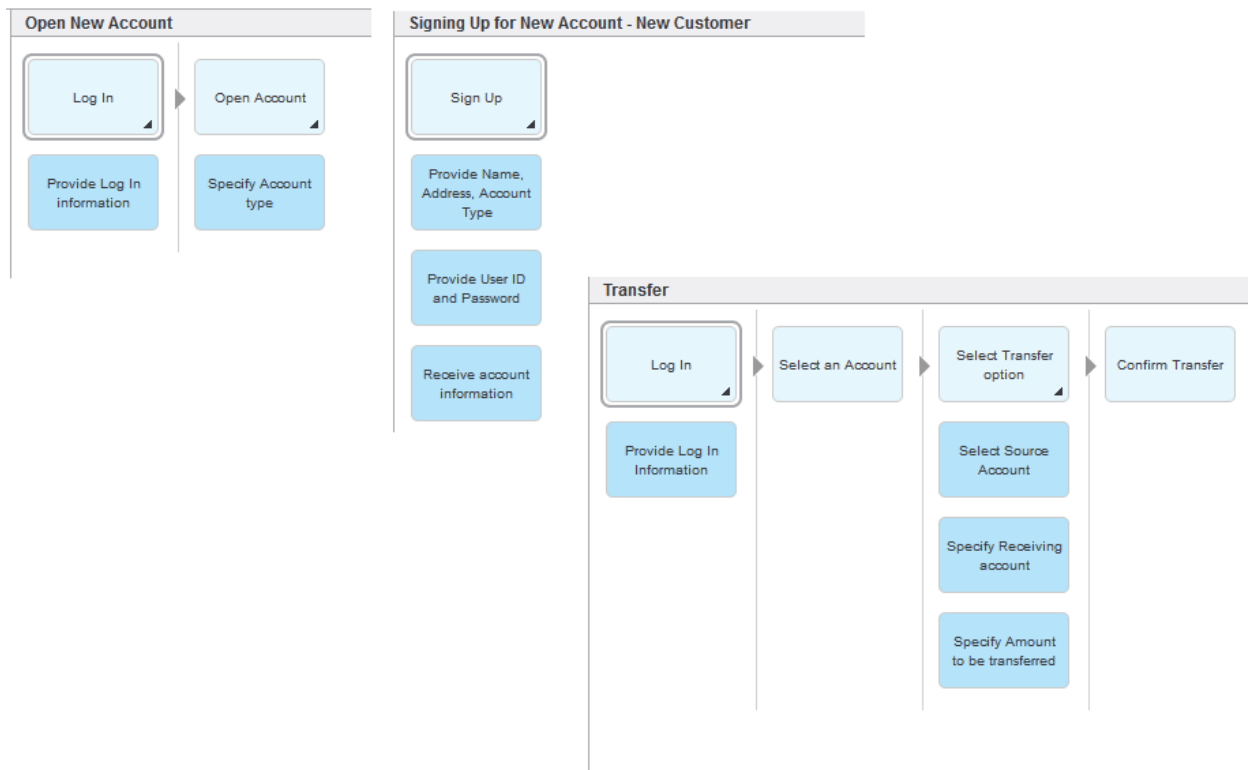 Open New Account
Log In
Open Account
Provide Log In
information
Specify Account
type
Signing Up for New Account - New Customer
Sign Up
Provide Name,
Address, Account
Type
Provide User ID
and Password
Receive account
information
Transfer
Log In
Select an Account
Select Transfer
option
Confirm Transfer
Provide Log In
Information
Select Source
Account
Specify Receiving
account
Specify Amount
to be transferred